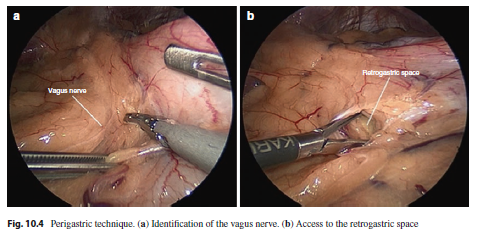 a
Vagus nerve
b
Retrogastric space
KAR
Fig. 10.4 Perigastric technique. (a) Identification of the vagus nerve. (b) Access to the retrogastric space